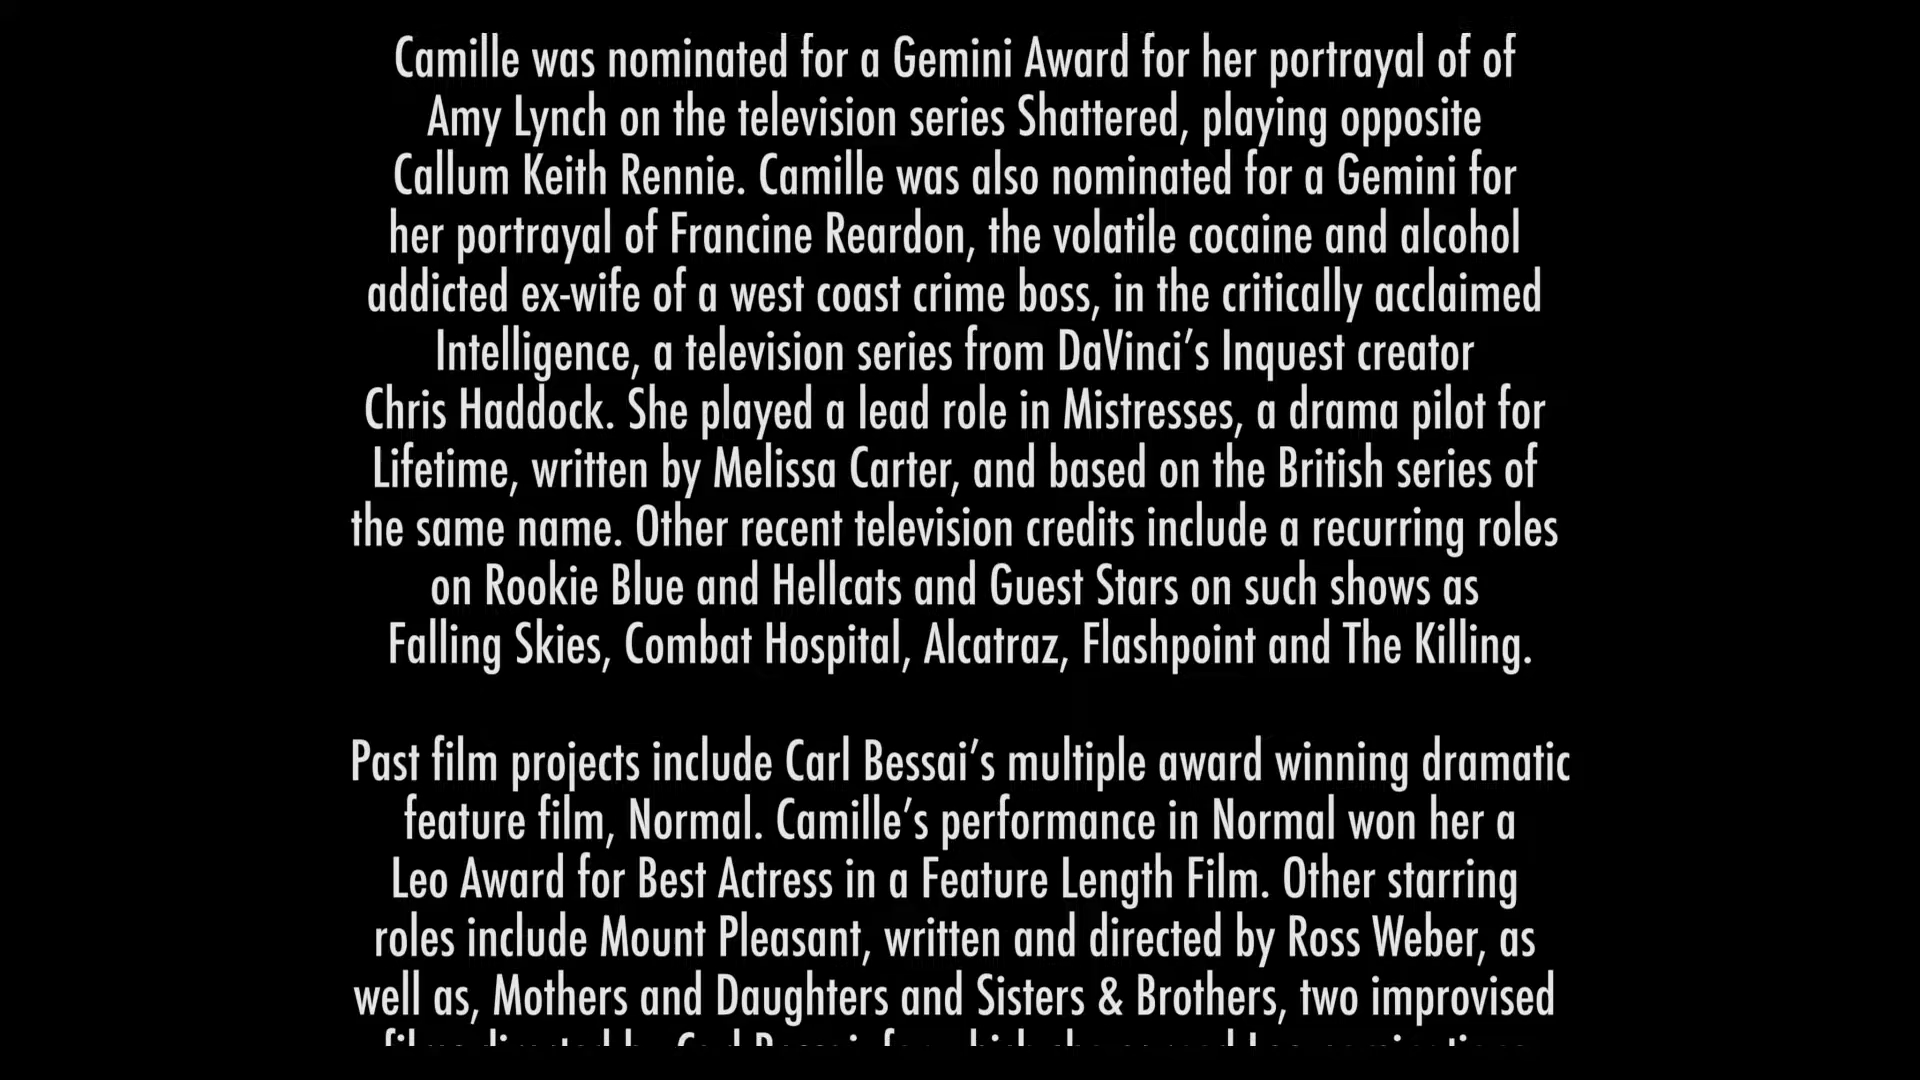 Camille was nominated for a Gemini Award for her portrayal of of
Amy Lynch on the television series Shattered, playing opposite
Callum Keith Rennie. Camille was also nominated for a Gemini for
her portrayal of Francine Reardon, the volatile cocaine and alcohol
addicted ex-wife of a west coast crime boss, in the critically acclaimed
Intelligence, a television series from DaVinci’s Inquest creator
Chris Haddock. She played a lead role in Mistresses, a drama pilot for
Lifetime, written by Melissa Carter, and based on the British series of
the same name. Other recent television credits include a recurring roles
on Rookie Blue and Hellcats and Guest Stars on such shows as
Falling Skies, Combat Hospital, Alcatraz, Flashpoint and The Killing.
Past film projects include Carl Bessai’s multiple award winning dramatic
feature film, Normal. Camille’s performance in Normal won her a
Leo Award for Best Actress in a Feature Length Film. Other starring
roles include Mount Pleasant, written and directed by Ross Weber, as
well as, Mothers and Daughters and Sisters & Brothers, two improvised